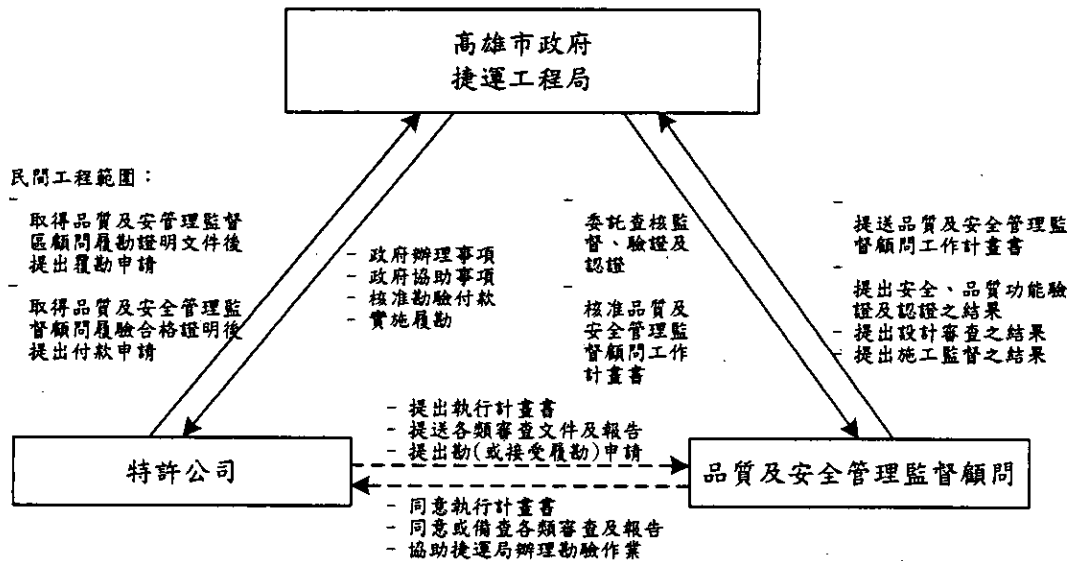 高雄市政府
捷運工程局
民間工程範圍：
-
取得品質及安管理監督
區顧問履勘證明文件後
提出履勘申請
-
取得品質及安全管理監
督顧問履驗合格證明後
提出付款申請
- 政府辦理事項
- 政府協助事項
- 核准勘驗付款
- 實施履勘
-
委託查核監
督、驗證及
認證
-
核准品質及
安全管理監
督顧問工作
計畫書
-
提送品質及安全管理監
督顧問工作計畫書
-
提出安全、品質功能驗
證及認證之結果
- 提出設計審查之結果
- 提出施工監督之結果
- 提出執行計畫書
- 提送各類審查文件及報告
- 提出勘(或接受履勘)申請
特許公司
品質及安全管理監督顧問
- 同意執行計畫書
- 同意或備查各類審查及報告
- 協助捷運局辦理勘驗作業